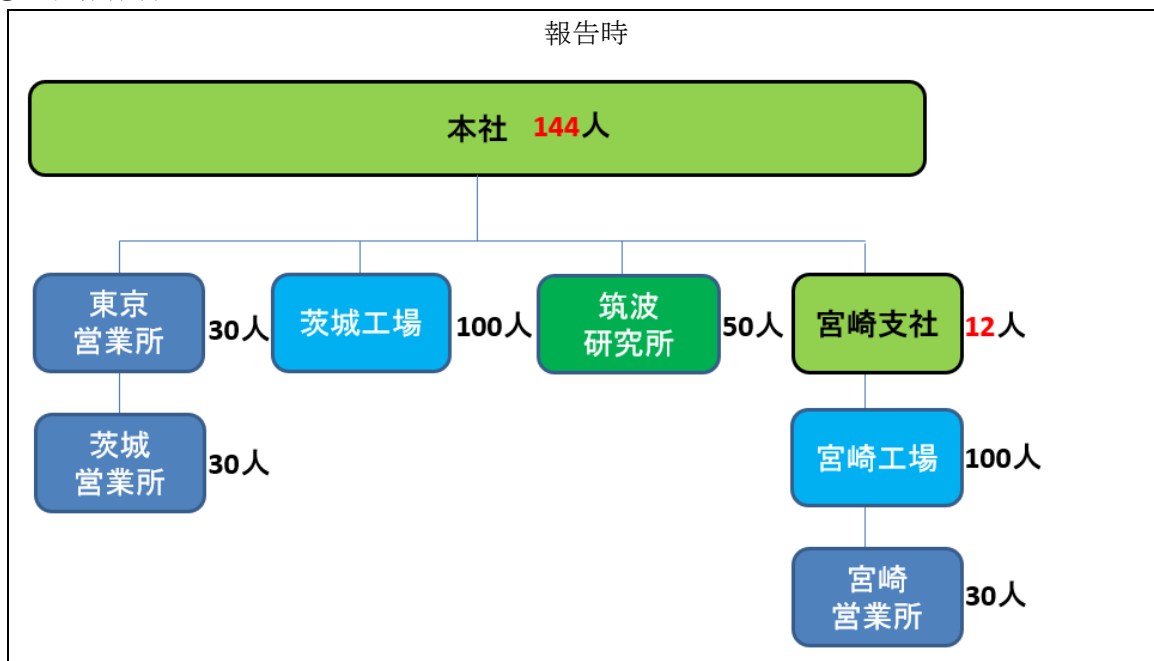 報告時
本社 144人
東京
営業所
30人
茨城工場
100人
筑波
研究所
50人
宮崎支社
12人
茨城
営業所
30人
宮崎工場
100人
宮崎
営業所
30人